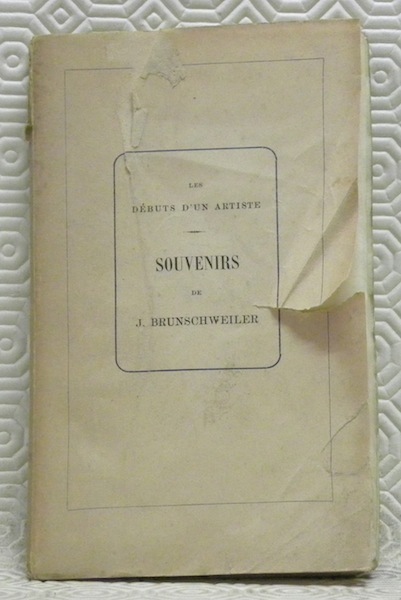 LES
DÉBUTS D'UN ARTISTE
SOUVENIRS
DE
J. BRUNSCHWEILER